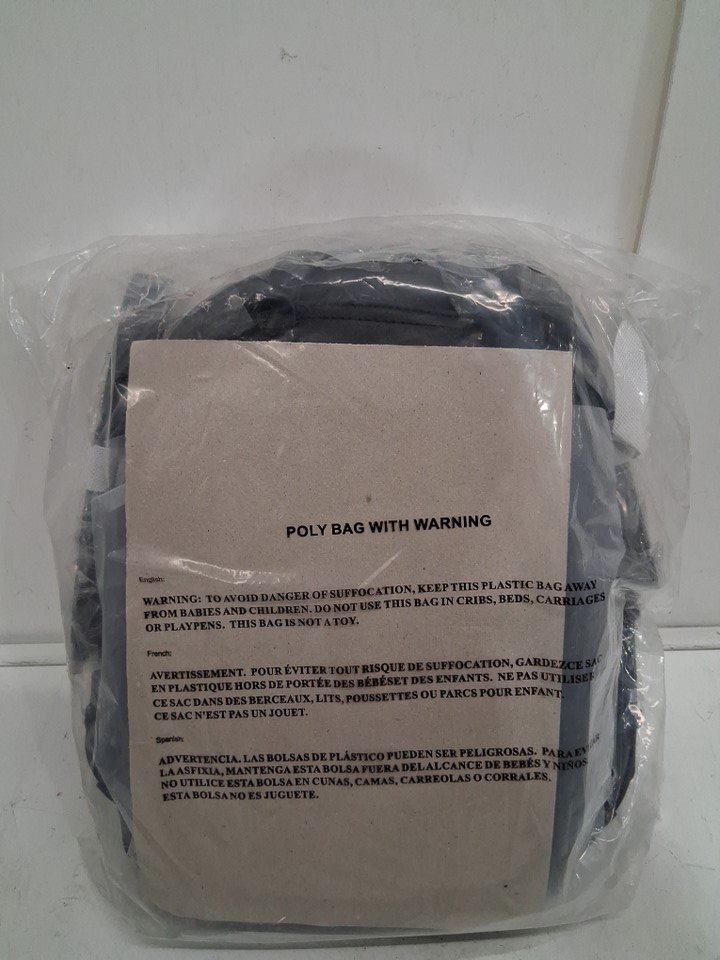 POLY BAG WITH WARNING
English:
WARNING: TO AVOID DANGER OF SUFFOCATION, KEEP THIS PLASTIC BAG AWAY
FROM BABIES AND CHILDREN. DO NOT USE THIS BAG IN CRIBS, BEDS, CARRIAGES
OR PLAYPENS. THIS BAG IS NOT A TOY.
French:
AVERTISSEMENT. POUR ÉVITER TOUT RISQUE DE SUFFOCATION, GARDEZ CE SAC
EN PLASTIQUE HORS DE PORTÉE DES BÉBÉSET DES ENFANTS. NE PAS UTILISER
CE SAC DANS DES BERCEAUX, LITS, POUSSETTES OU PARCS POUR ENFANT.
CE SAC N'EST PAS UN JOUET.
Spanish:
ADVERTENCIA. LAS BOLSAS DE PLÁSTICO PUEDEN SER PELIGROSAS. PARA EVITAR
LA ASFIXIA, MANTENGA ESTA BOLSA FUERA DEL ALCANCE DE BEBÉS Y NIÑOS.
NO UTILICE ESTA BOLSA EN CUNAS, CAMAS, CARREOLAS O CORRALES.
ESTA BOLSA NO ES JUGUETE.